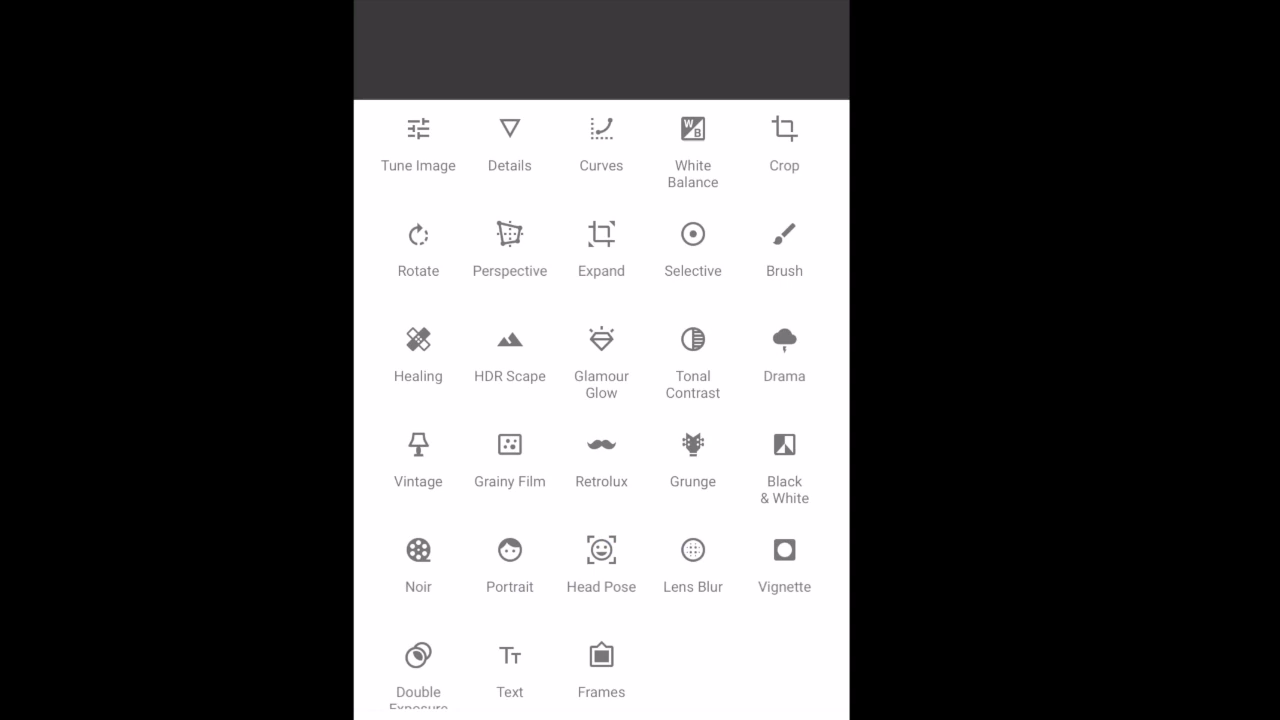 Tune Image
Details
Curves
White
Balance
Crop
Rotate
Perspective
Expand
Selective
Brush
Healing
HDR Scape
Glamour
Glow
Tonal
Contrast
Drama
Vintage
Grainy Film
Retrolux
Grunge
Black
& White
Noir
Portrait
Head Pose
Lens Blur
Vignette
Double
Exposure
Text
Frames